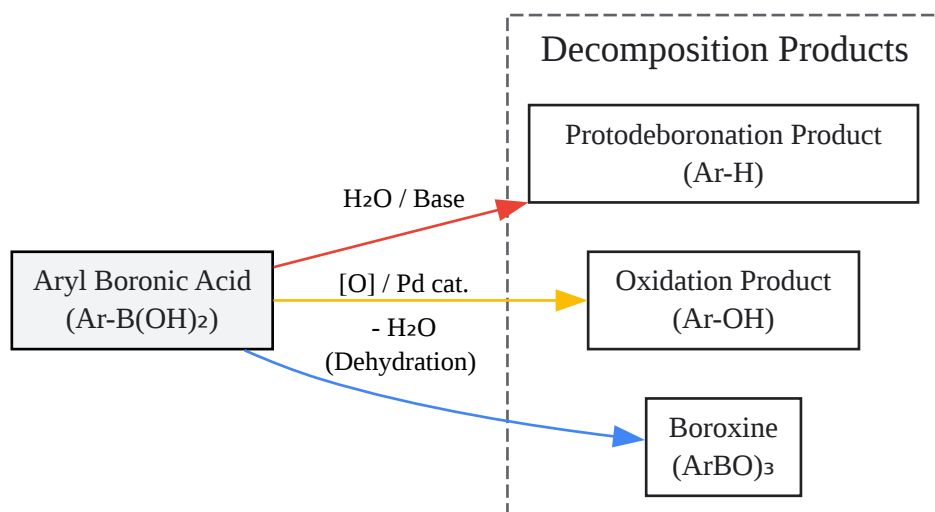 Decomposition Products
Protodeboronation Product
(Ar-H)
H₂O / Base
Aryl Boronic Acid
(Ar-B(OH)₂)
[O] / Pd cat.
Oxidation Product
(Ar-OH)
- H₂O
(Dehydration)
Boroxine
(ArBO)₃